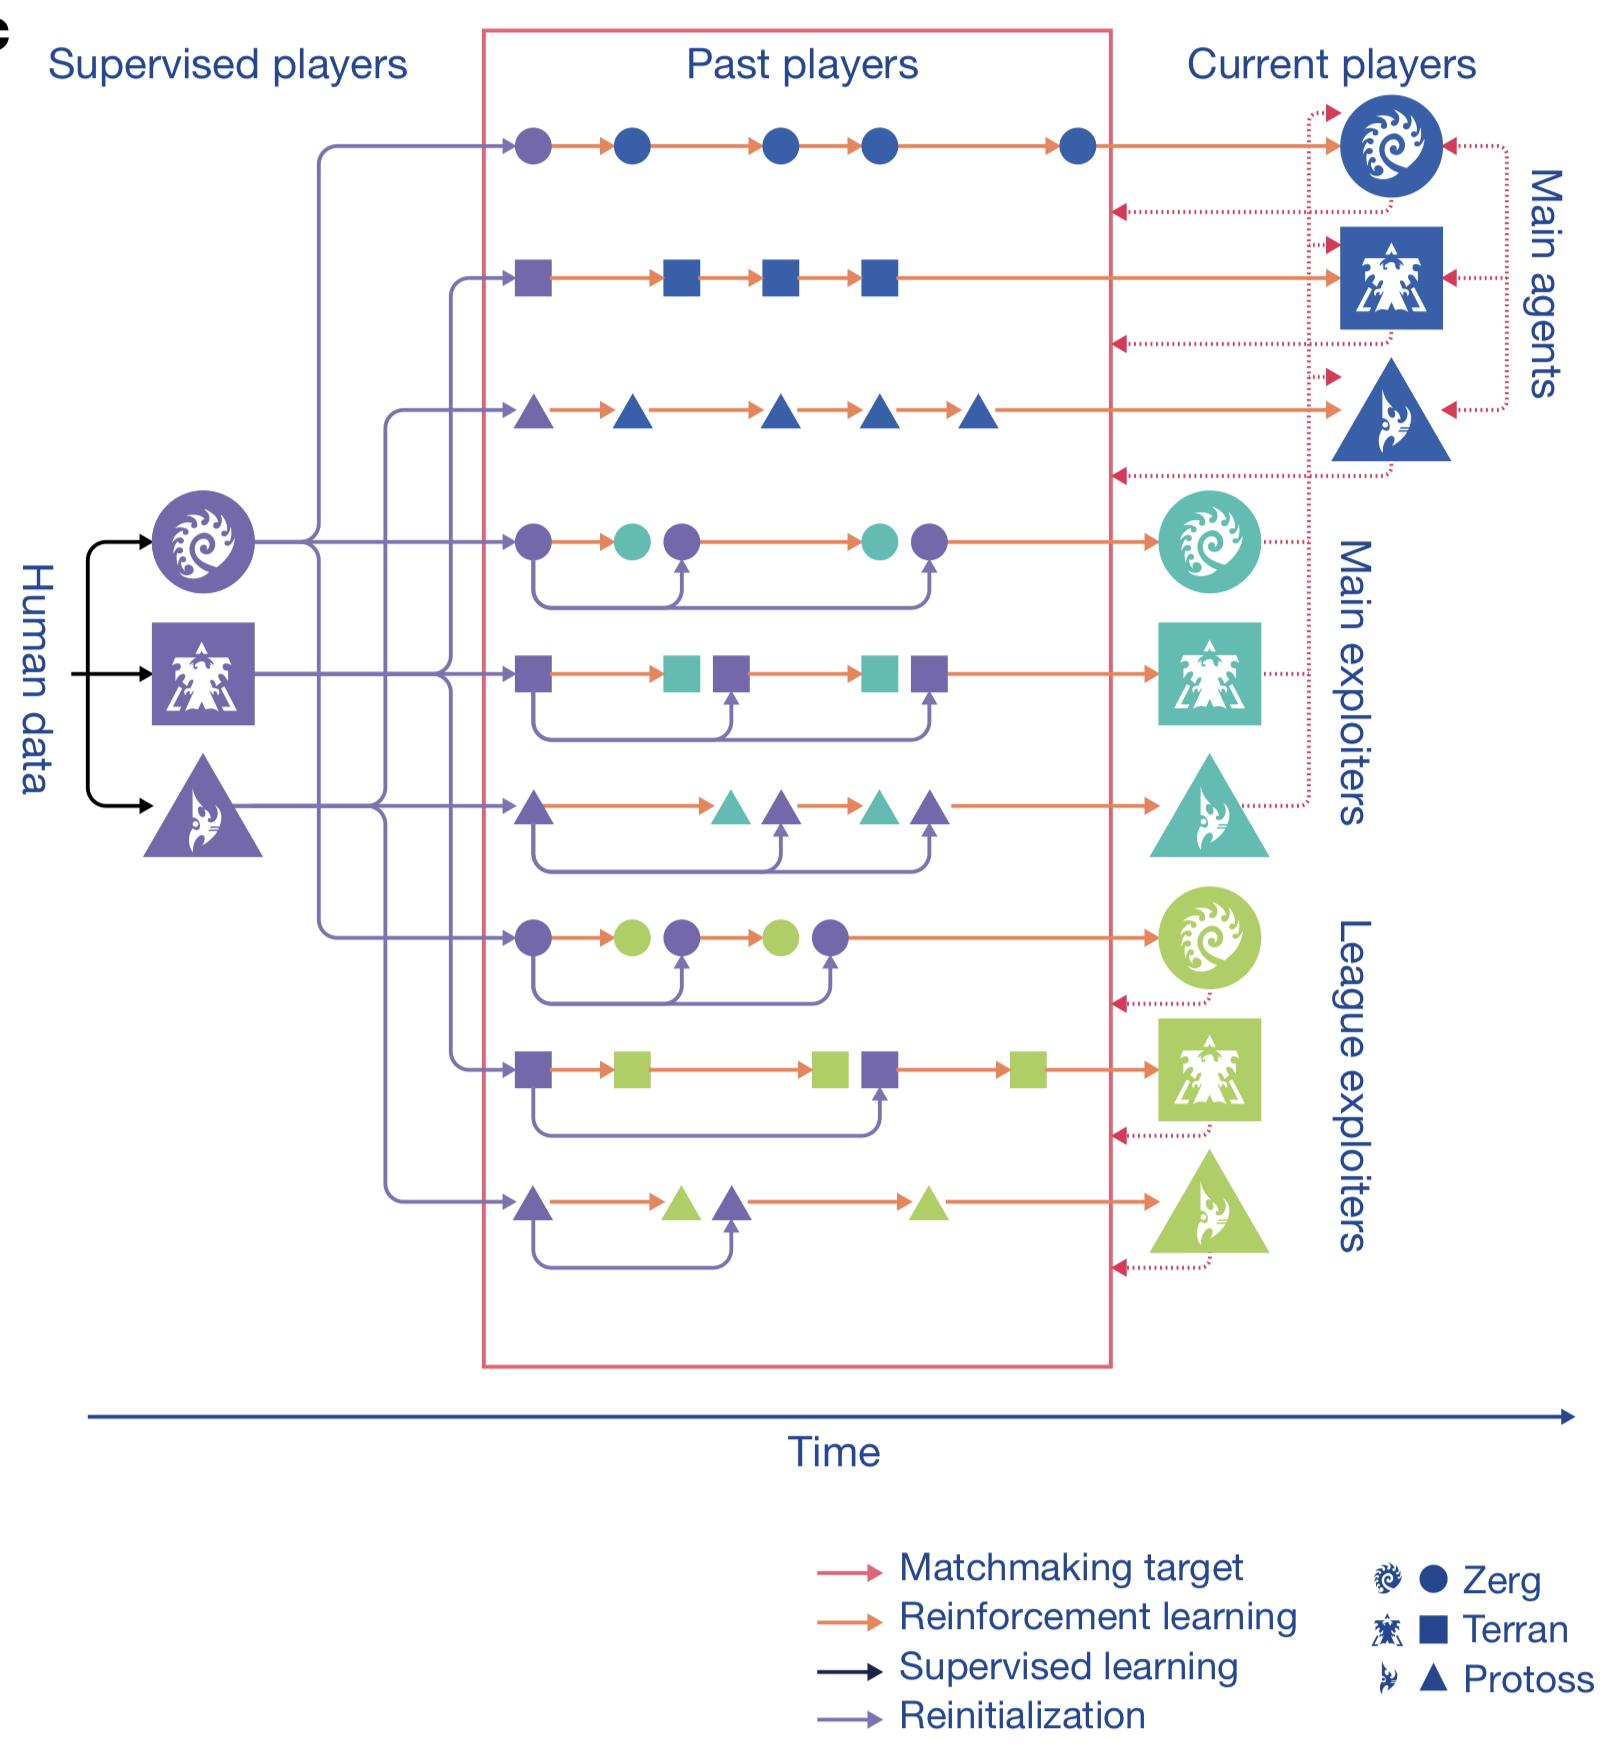 c
Supervised players
Past players
Current players
Main agents
Human data
Main exploiters
League exploiters
Time
Matchmaking target
Reinforcement learning
Supervised learning
Reinitialization
Zerg
Terran
Protoss